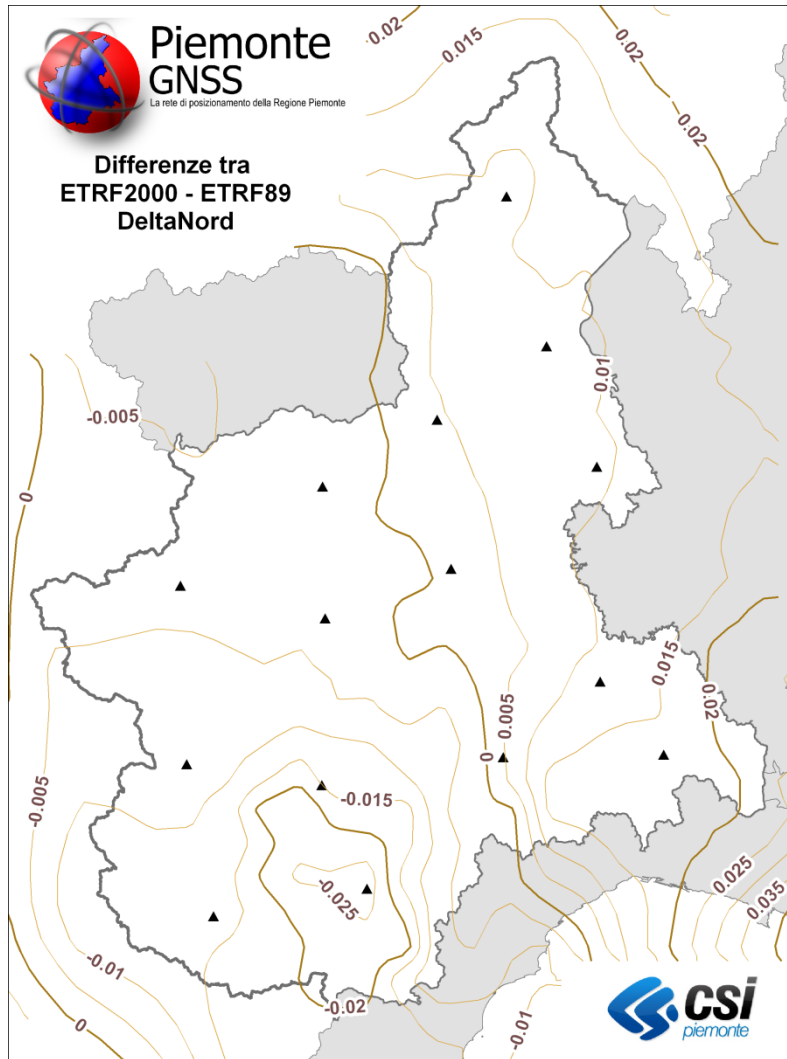 Piemonte
GNSS
La rete di posizionamento della Regione Piemonte
Differenze tra
ETRF2000 - ETRF89
DeltaNord
0.02
0.015
0.02
0.02
-0.005
0.01
0
0.015
0.02
0.005
0
-0.005
-0.015
-0.025
0.025
0.035
-0.01
-0.02
0
-0.01
csi
piemonte